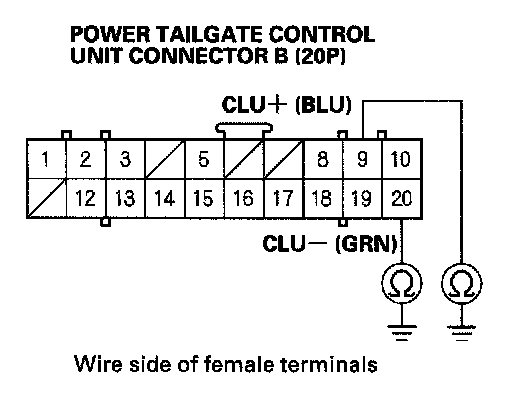 POWER TAILGATE CONTROL
UNIT CONNECTOR B (20P)
CLU+ (BLU)
1 2 3 5 8 9 10
12 13 14 15 16 17 18 19 20
CLU− (GRN)
Ω Ω
Wire side of female terminals